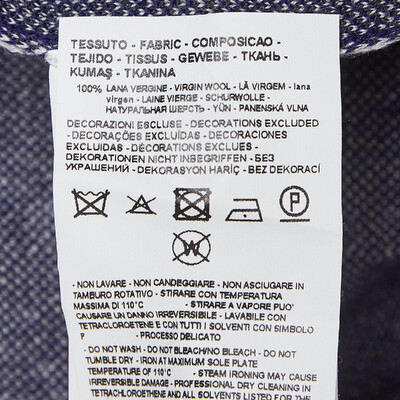 TESSUTO - FABRIC - COMPOSICAO -
TEJIDO - TISSUS - GEWEBE - ТКАНЬ -
KUMAŞ - TKANINA
100% LANA VERGINE - VIRGIN WOOL - LÃ VIRGEM - lana
virgen - LAINE VIERGE - SCHURWOLLE -
НАТУРАЛЬНАЯ ШЕРСТЬ - YÜN - PANENSKÁ VLNA
DECORAZIONI ESCLUSE - DECORATIONS EXCLUDED
- DECORAÇÕES EXCLUÍDAS - DECORACIONES
EXCLUIDAS - DÉCORATIONS EXCLUES -
DEKORATIONEN NICHT INBEGRIFFEN - БЕЗ
УКРАШЕНИЙ - DEKORASYON HARİÇ - BEZ DEKORACÍ
P
W
- NON LAVARE - NON CANDEGGIARE - NON ASCIUGARE IN
TAMBURO ROTATIVO - STIRARE CON TEMPERATURA
MASSIMA DI 110°C - STIRARE A VAPORE PUO'
CAUSARE UN DANNO IRREVERSIBILE - LAVABILE CON
TETRACLOROETENE E CON TUTTI I SOLVENTI CON SIMBOLO
P - PROCESSO DELICATO
- DO NOT WASH - DO NOT BLEACH/NO BLEACH - DO NOT
TUMBLE DRY - IRON AT MAXIMUM SOLE PLATE
TEMPERATURE OF 110°C - STEAM IRONING MAY CAUSE
IRREVERSIBLE DAMAGE - PROFESSIONAL DRY CLEANING IN
TETRACHLOROETHENE AND ALL SOLVENTS LISTED